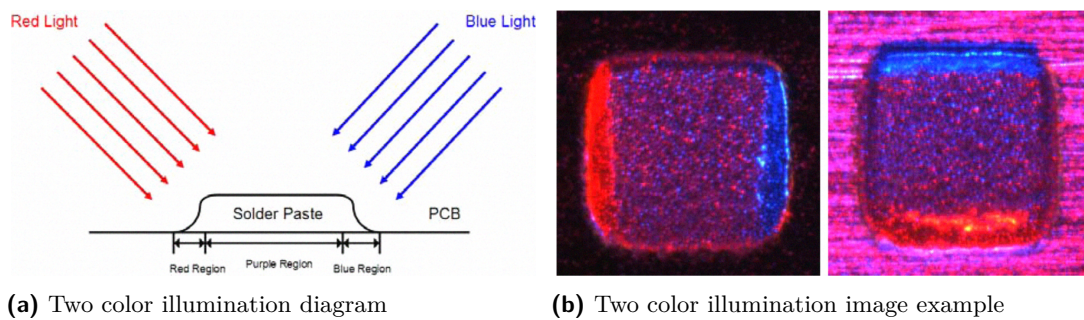 Red Light
Blue Light
Solder Paste
PCB
Red Region
Purple Region
Blue Region
(a) Two color illumination diagram
(b) Two color illumination image example